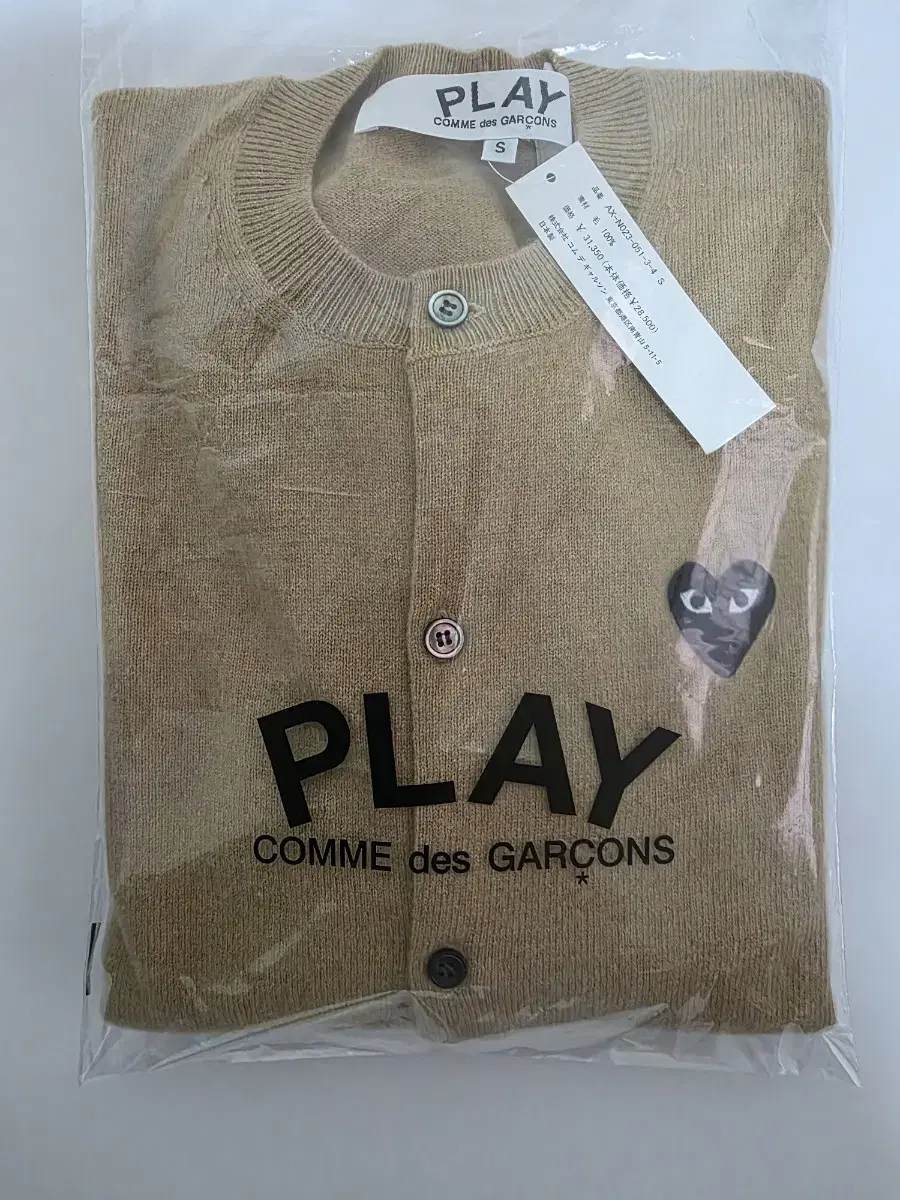 PLAY
COMME des GARÇONS
S
品番 AX-N023-051-3-4 S
素材 毛 100%
価格 ¥ 31,350 (本体価格¥28,500)
株式会社 コム デ ギャルソン 東京都港区南青山5-11-5
日本製
PLAY
COMME des GARÇONS
*